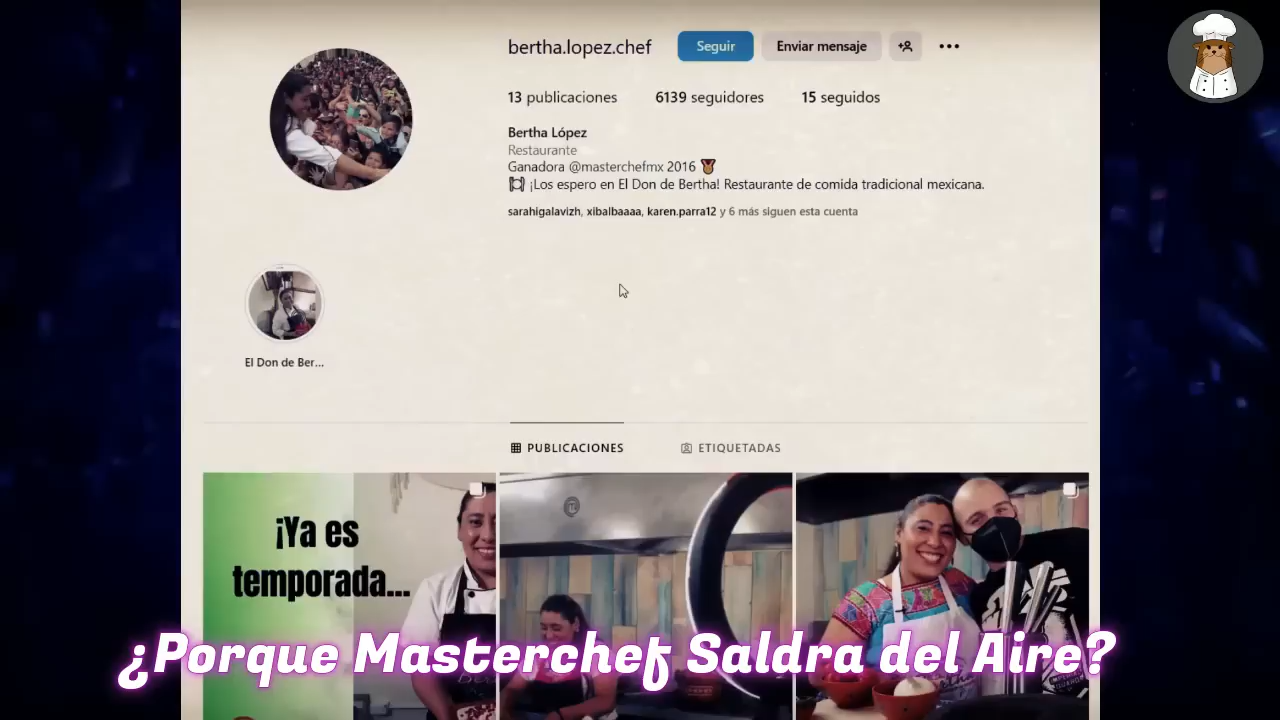 bertha.lopez.chef Seguir Enviar mensaje
13 publicaciones 6139 seguidores 15 seguidos
Bertha López
Restaurante
Ganadora @masterchefmx 2016
¡Los espero en El Don de Bertha! Restaurante de comida tradicional mexicana.
sarahigalavizh, xibalbaaaa, karen.parra12 y 6 más siguen esta cuenta
El Don de Ber...
PUBLICACIONES ETIQUETADAS
¡Ya es
temporada...
¿Porque Masterchef Saldra del Aire?